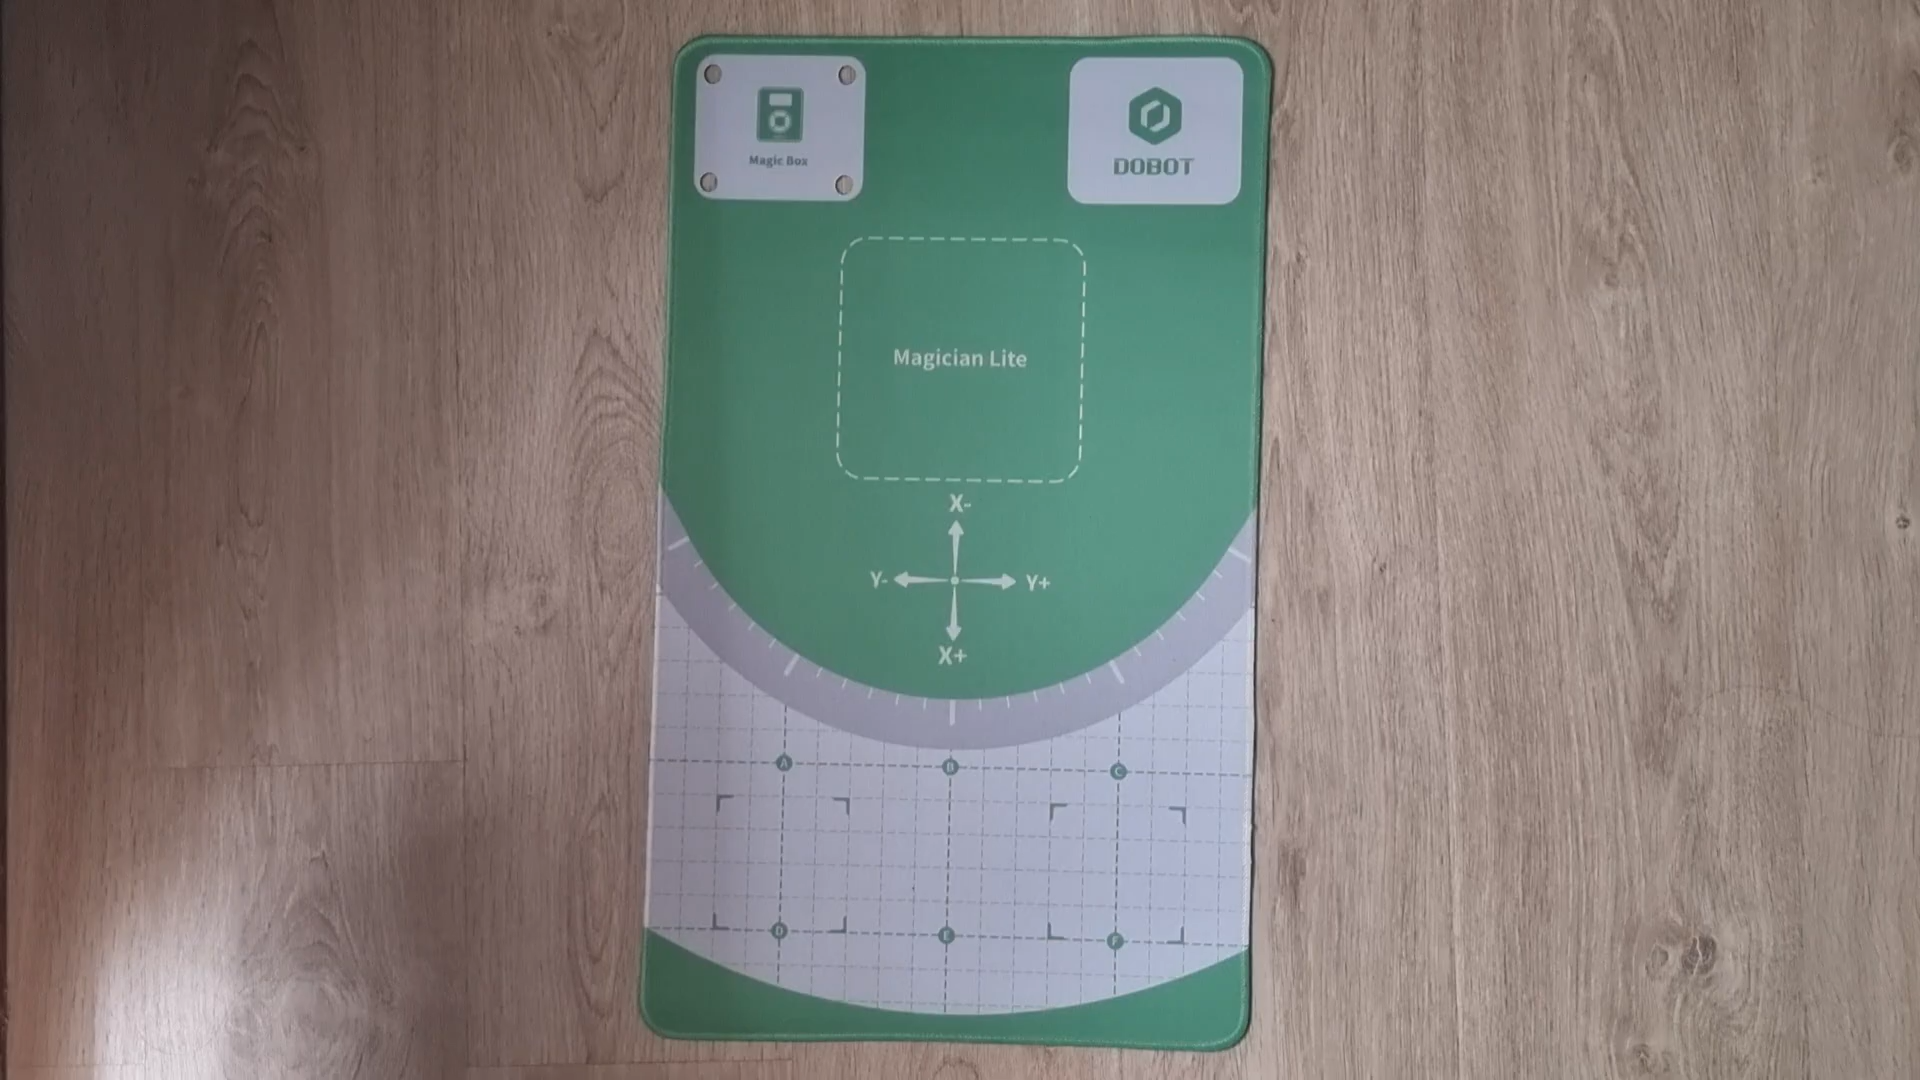 Magic Box
DOBOT
Magician Lite
X-
Y-
Y+
X+
A
B
C
D
E
F